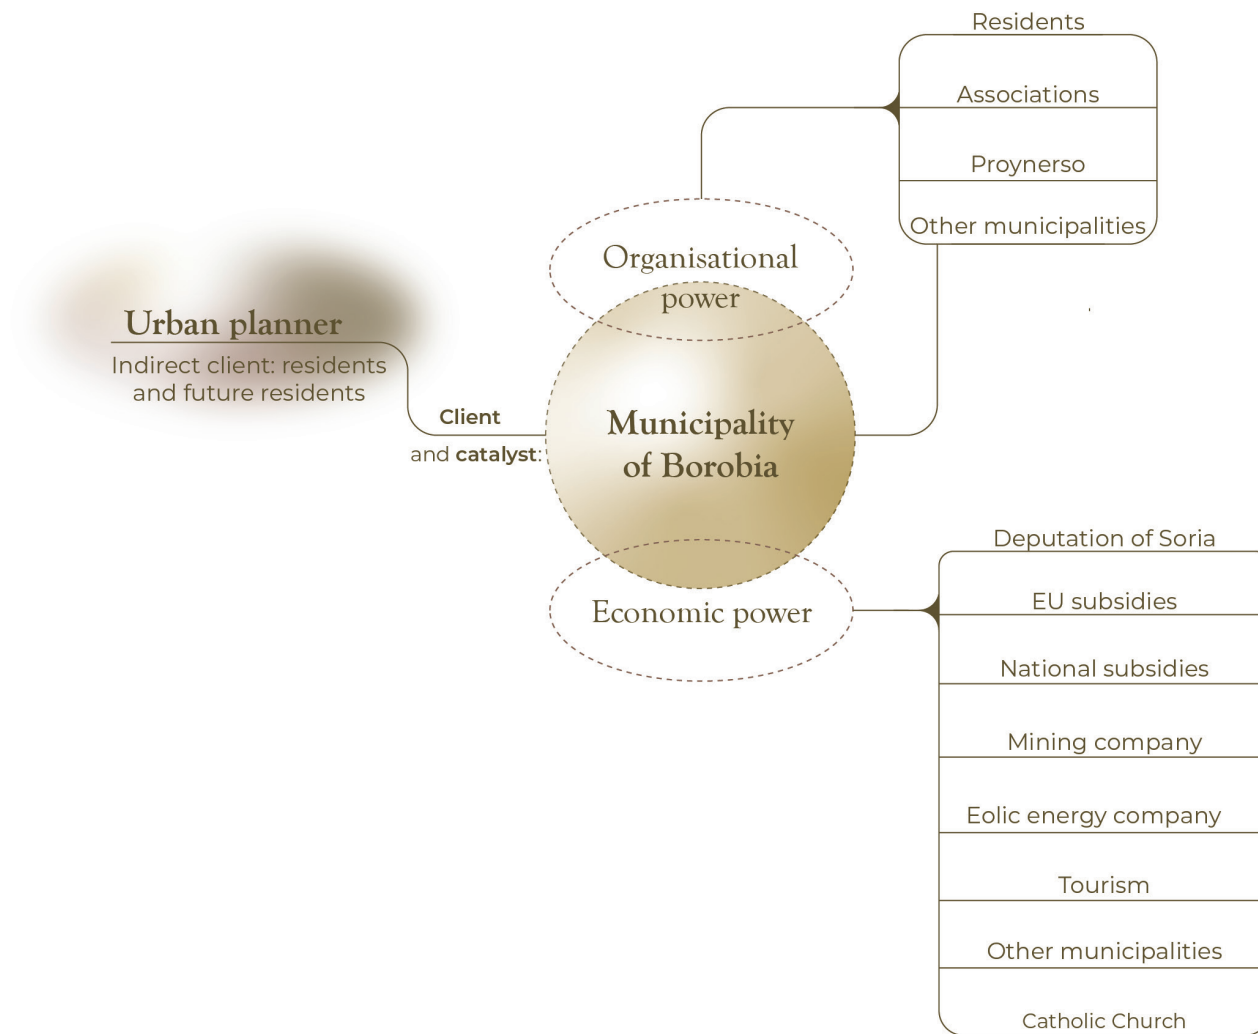 Residents
Associations
Proynerso
Other municipalities
Organisational
power
Urban planner
Indirect client: residents
and future residents
Client
and catalyst:
Municipality
of Borobia
Economic power
Deputation of Soria
EU subsidies
National subsidies
Mining company
Eolic energy company
Tourism
Other municipalities
Catholic Church